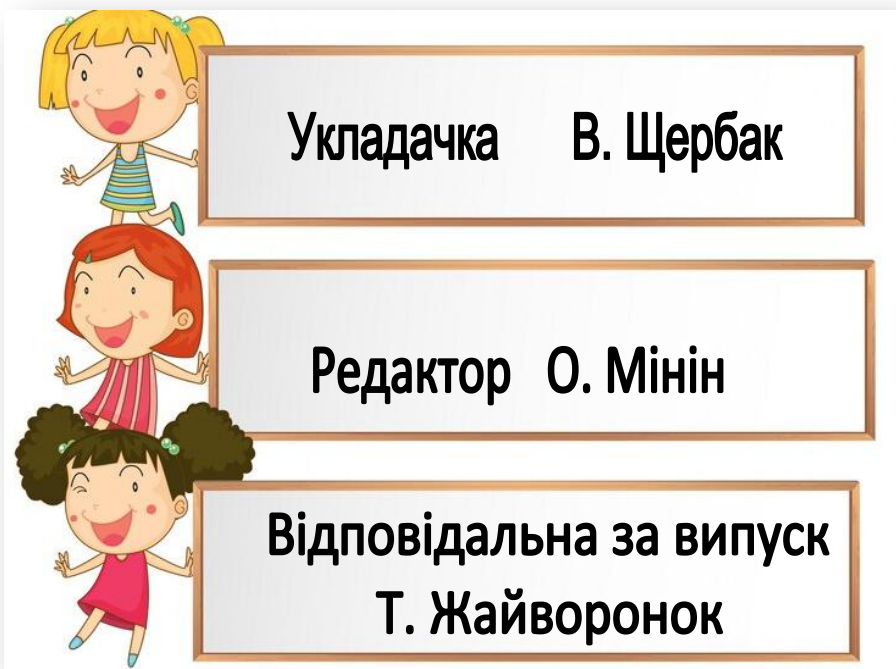 Укладачка В. Щербак
Редактор О. Мінін
Відповідальна за випуск
Т. Жайворонок